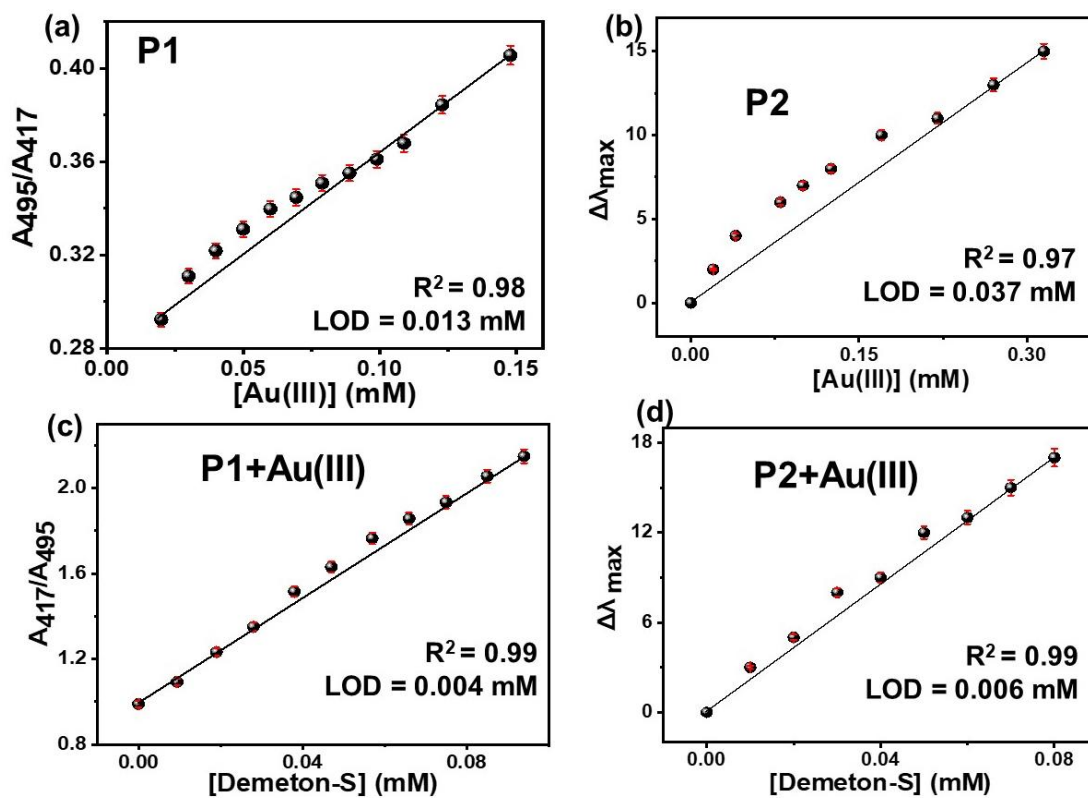 (a)
P1
A495/A417
0.40
0.36
0.32
0.28
R² = 0.98
LOD = 0.013 mM
0.00
0.05
0.10
0.15
[Au(III)] (mM)
(b)
P2
Δλmax
15
10
5
0
R² = 0.97
LOD = 0.037 mM
0.00
0.15
0.30
[Au(III)] (mM)
(c)
P1+Au(III)
A417/A495
2.0
1.6
1.2
0.8
R² = 0.99
LOD = 0.004 mM
0.00
0.04
0.08
[Demeton-S] (mM)
(d)
P2+Au(III)
Δλmax
18
12
6
0
R² = 0.99
LOD = 0.006 mM
0.00
0.04
0.08
[Demeton-S] (mM)